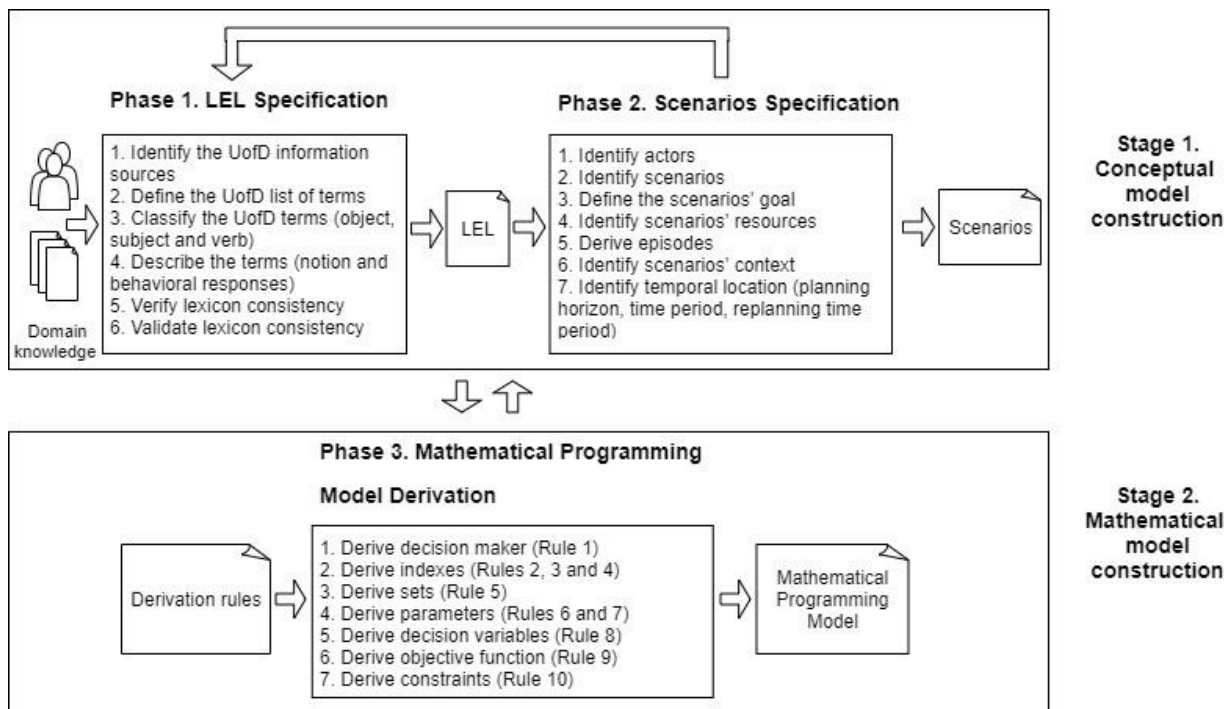 Phase 1. LEL Specification
1. Identify the UofD information
sources
2. Define the UofD list of terms
3. Classify the UofD terms (object,
subject and verb)
4. Describe the terms (notion and
behavioral responses)
5. Verify lexicon consistency
6. Validate lexicon consistency
Domain
knowledge
LEL
Phase 2. Scenarios Specification
1. Identify actors
2. Identify scenarios
3. Define the scenarios' goal
4. Identify scenarios' resources
5. Derive episodes
6. Identify scenarios' context
7. Identify temporal location (planning
horizon, time period, replanning time
period)
Scenarios
Stage 1.
Conceptual
model
construction
Phase 3. Mathematical Programming
Model Derivation
Derivation rules
1. Derive decision maker (Rule 1)
2. Derive indexes (Rules 2, 3 and 4)
3. Derive sets (Rule 5)
4. Derive parameters (Rules 6 and 7)
5. Derive decision variables (Rule 8)
6. Derive objective function (Rule 9)
7. Derive constraints (Rule 10)
Mathematical
Programming
Model
Stage 2.
Mathematical
model
construction